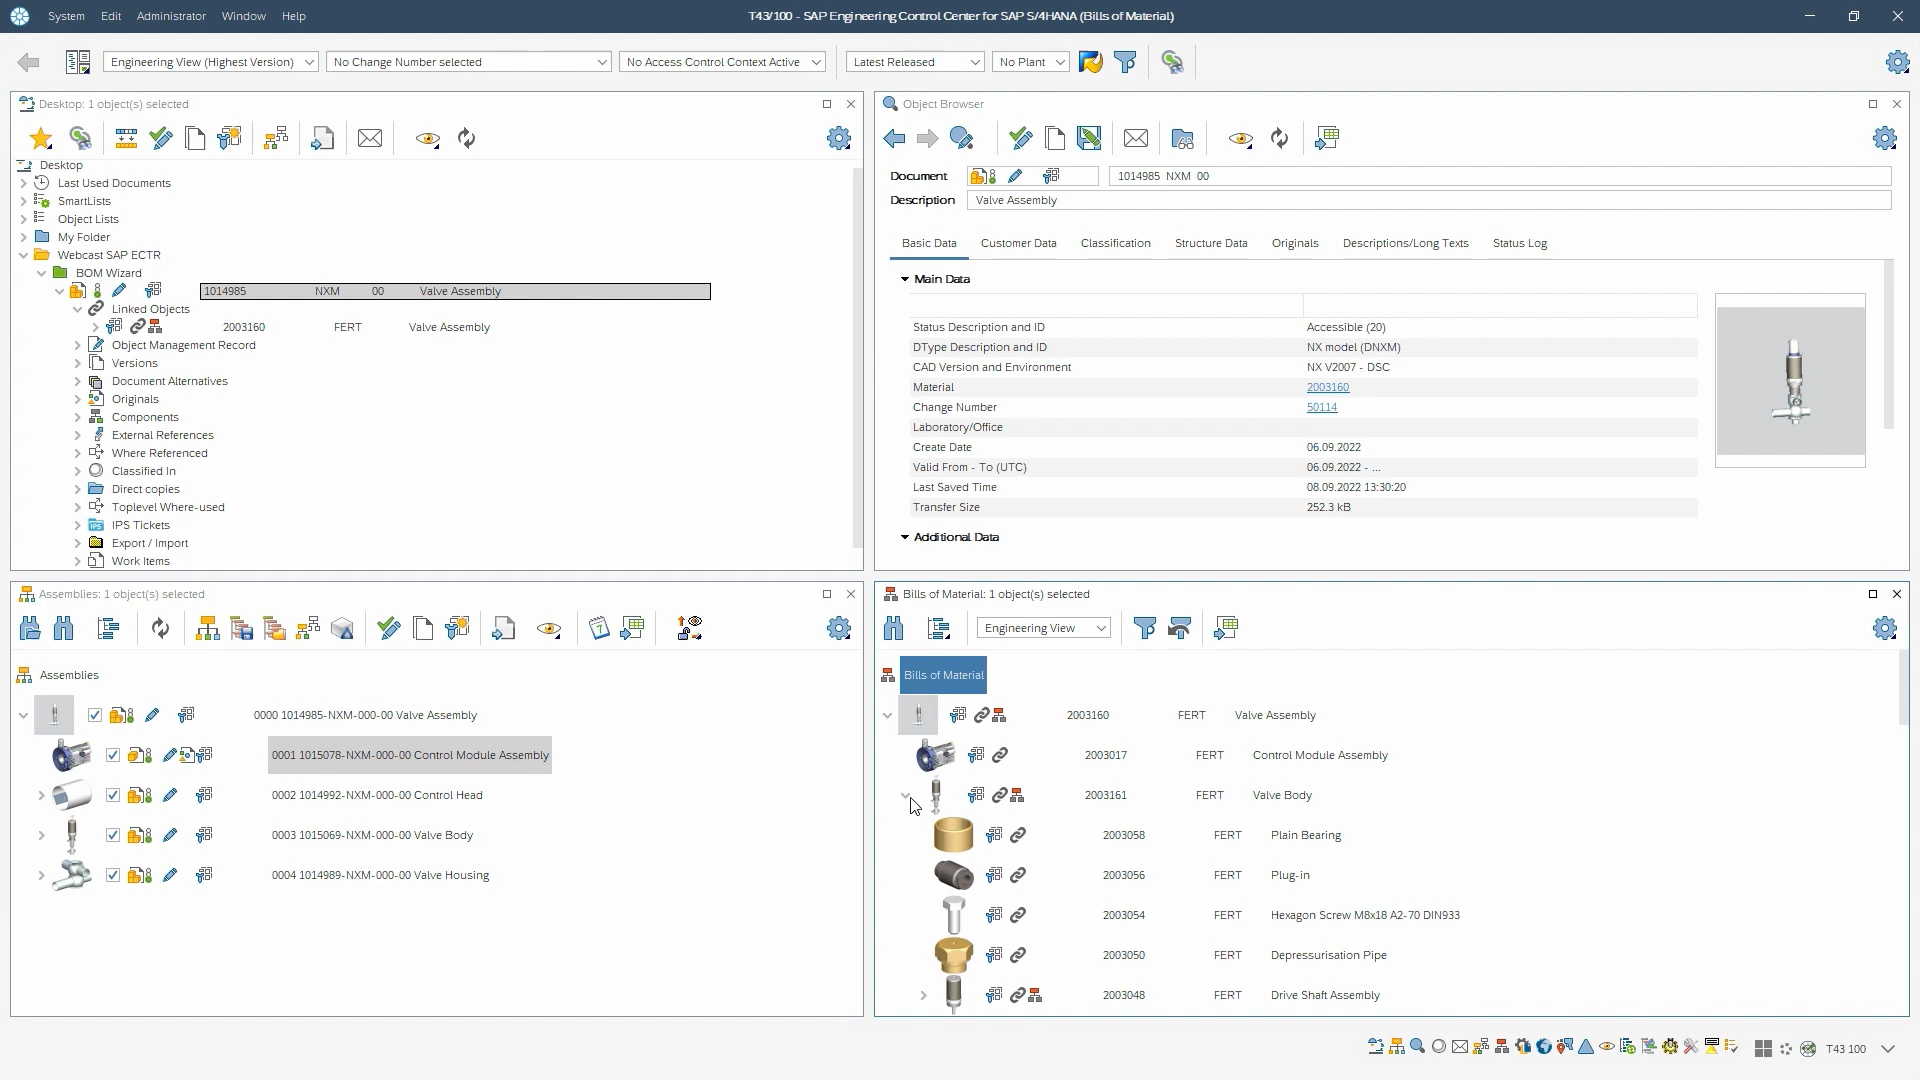 System Edit Administrator Window Help
T43/100 - SAP Engineering Control Center for SAP S/4HANA (Bills of Material)
Engineering View (Highest Version) No Change Number selected No Access Control Context Active Latest Released No Plant
Desktop: 1 object(s) selected
Desktop
Last Used Documents
SmartLists
Object Lists
My Folder
Webcast SAP ECTR
BOM Wizard
1014985 NXM 00 Valve Assembly
Linked Objects
2003160 FERT Valve Assembly
Object Management Record
Versions
Document Alternatives
Originals
Components
External References
Where Referenced
Classified In
Direct copies
Toplevel Where-used
IPS IPS Tickets
Export / Import
Work Items
Object Browser
Document 1014985 NXM 00
Description Valve Assembly
Basic Data Customer Data Classification Structure Data Originals Descriptions/Long Texts Status Log
Main Data
Status Description and ID Accessible (20)
DType Description and ID NX model (DNXM)
CAD Version and Environment NX V2007 - DSC
Material 2003160
Change Number 50114
Laboratory/Office
Create Date 06.09.2022
Valid From - To (UTC) 06.09.2022 - ...
Last Saved Time 08.09.2022 13:30:20
Transfer Size 252.3 kB
Additional Data
Assemblies: 1 object(s) selected
7
Assemblies
0000 1014985-NXM-000-00 Valve Assembly
0001 1015078-NXM-000-00 Control Module Assembly
0002 1014992-NXM-000-00 Control Head
0003 1015069-NXM-000-00 Valve Body
0004 1014989-NXM-000-00 Valve Housing
Bills of Material: 1 object(s) selected
Engineering View
Bills of Material
2003160 FERT Valve Assembly
2003017 FERT Control Module Assembly
2003161 FERT Valve Body
2003058 FERT Plain Bearing
2003056 FERT Plug-in
2003054 FERT Hexagon Screw M8x18 A2-70 DIN933
2003050 FERT Depressurisation Pipe
2003048 FERT Drive Shaft Assembly
T43 100